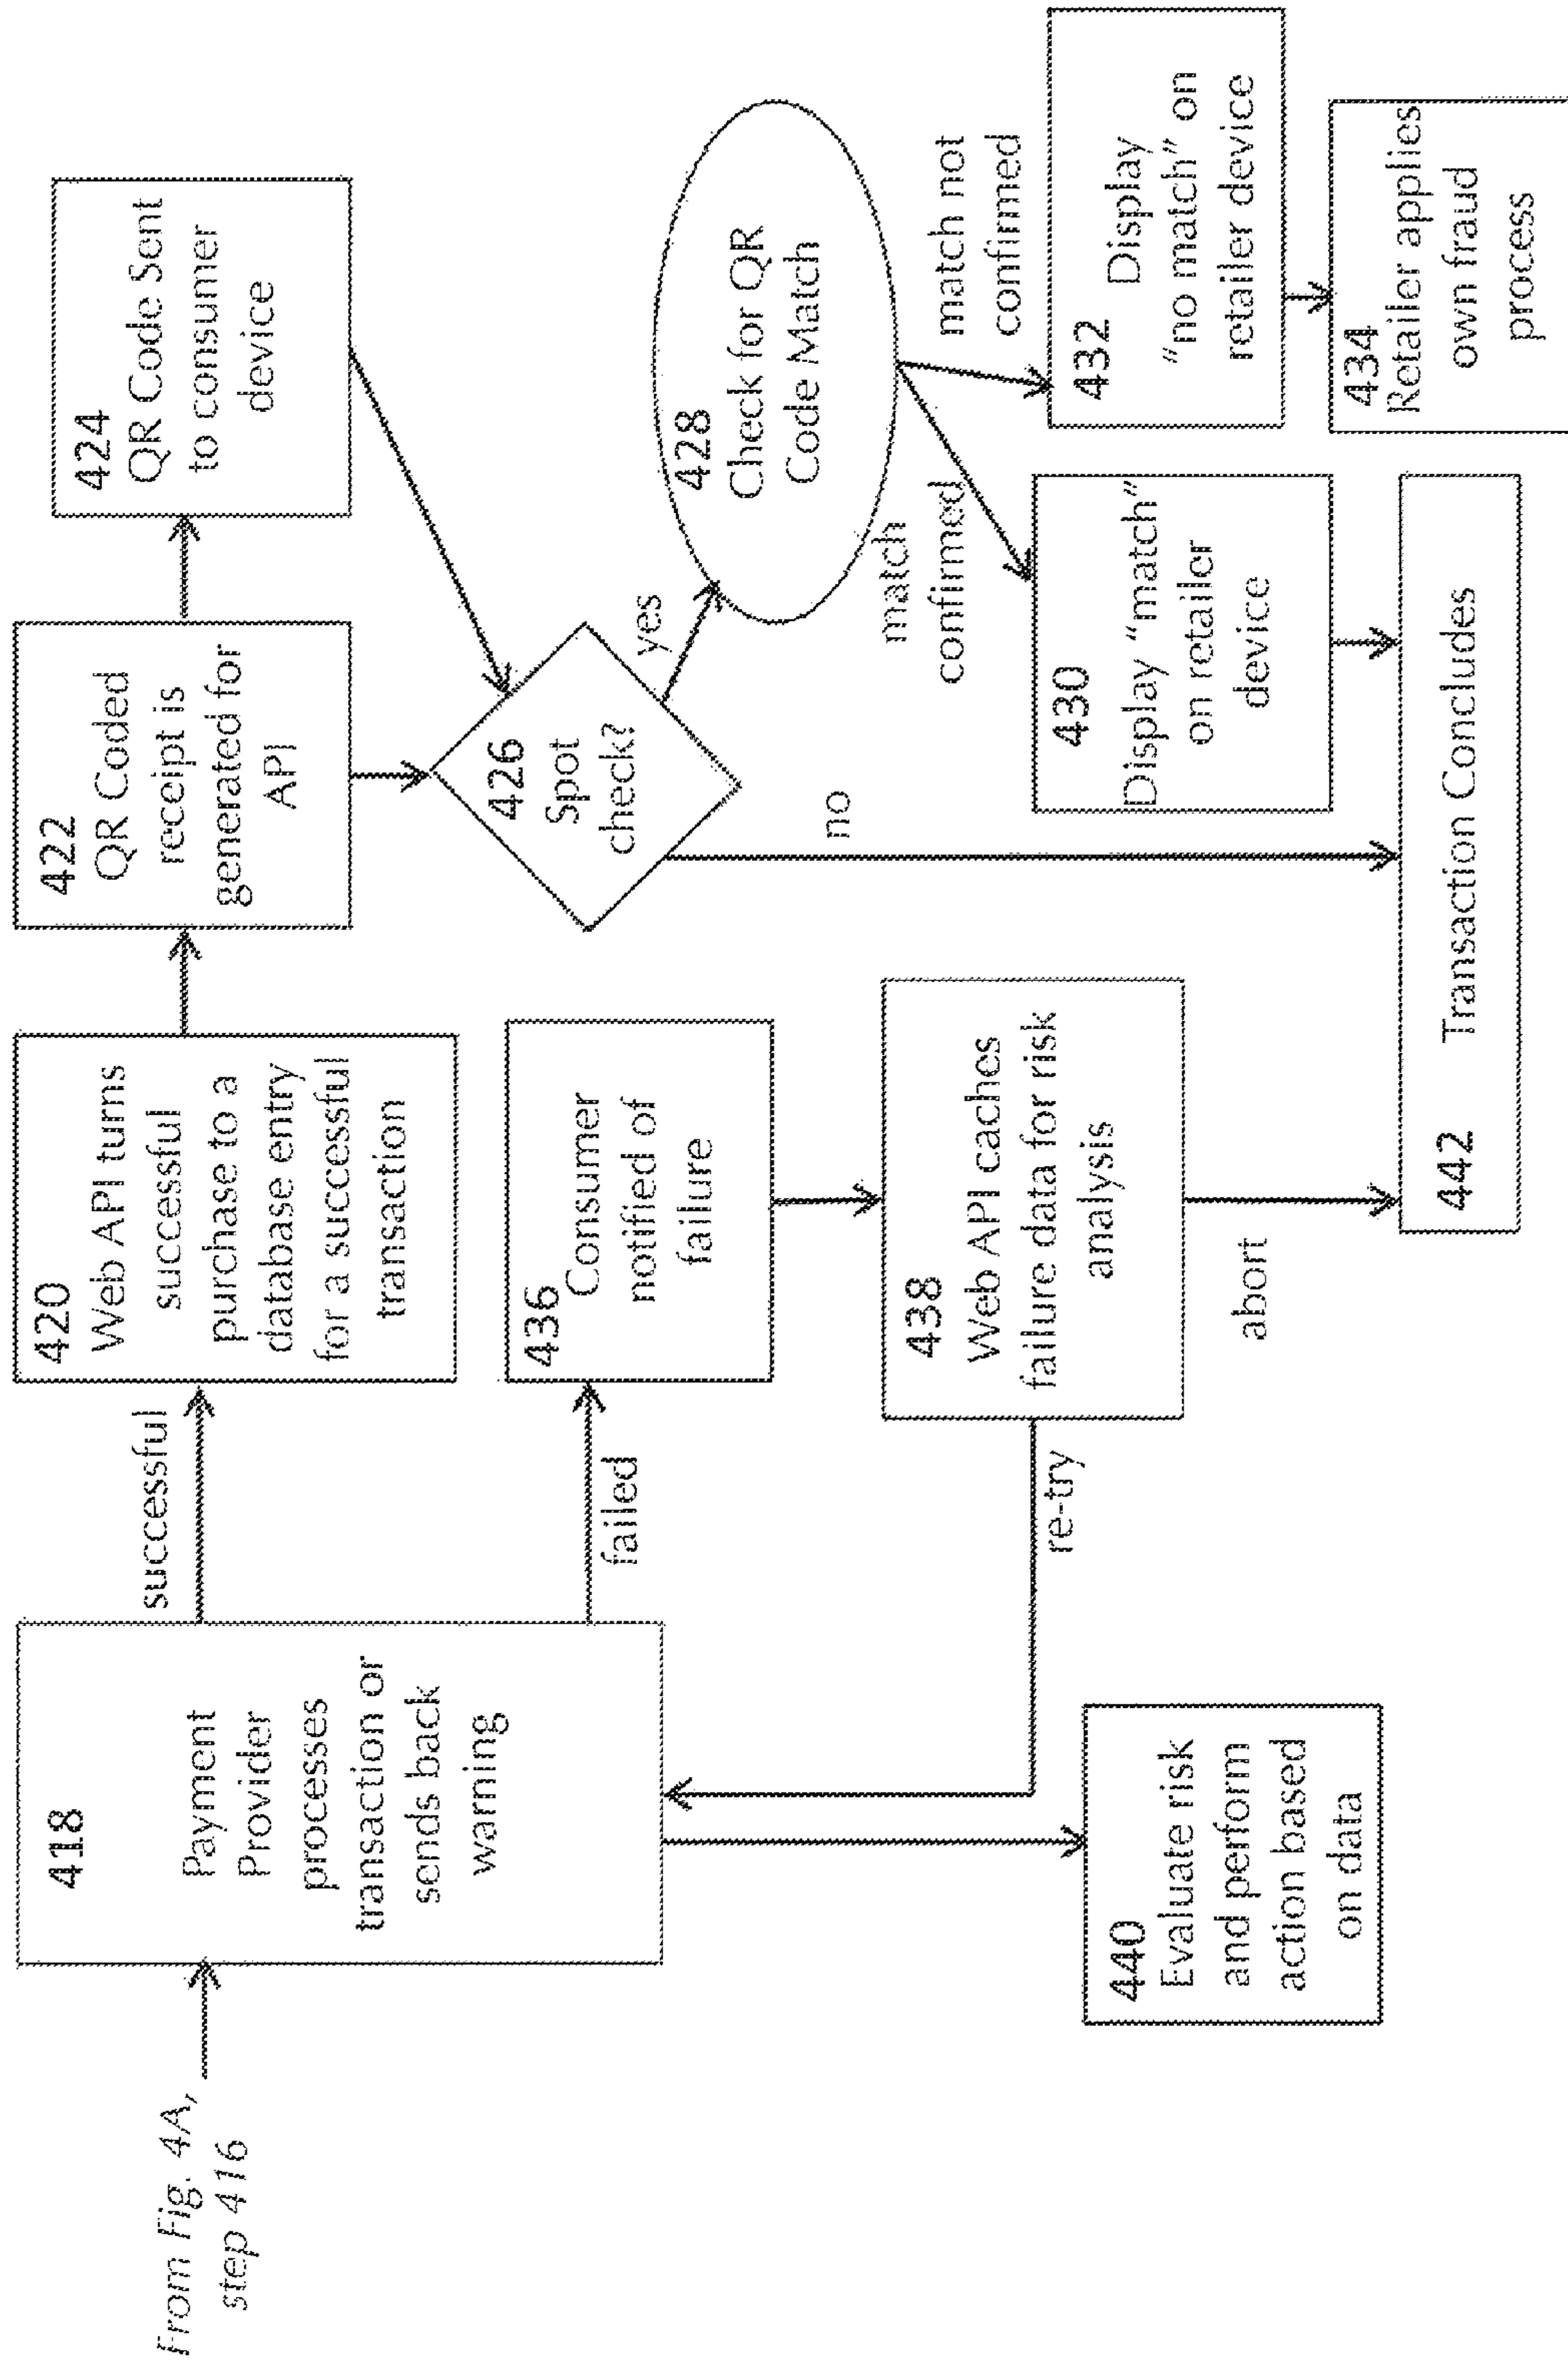 From Fig. 4A,
step 416
418
Payment
Provider
processes
transaction or
sends back
warning
successful
failed
420
Web API turns
successful
purchase to a
database entry
for a successful
transaction
422
QR Coded
receipt is
generated for
API
424
QR Code Sent
to consumer
device
426
Spot
check?
yes
no
428
Check for QR
Code Match
match
confirmed
match not
confirmed
430
Display “match”
on retailer
device
432
Display
“no match” on
retailer device
434
Retailer applies
own fraud
process
436
Consumer
notified of
failure
438
Web API caches
failure data for risk
analysis
re-try
abort
440
Evaluate risk
and perform
action based
on data
442
Transaction Concludes